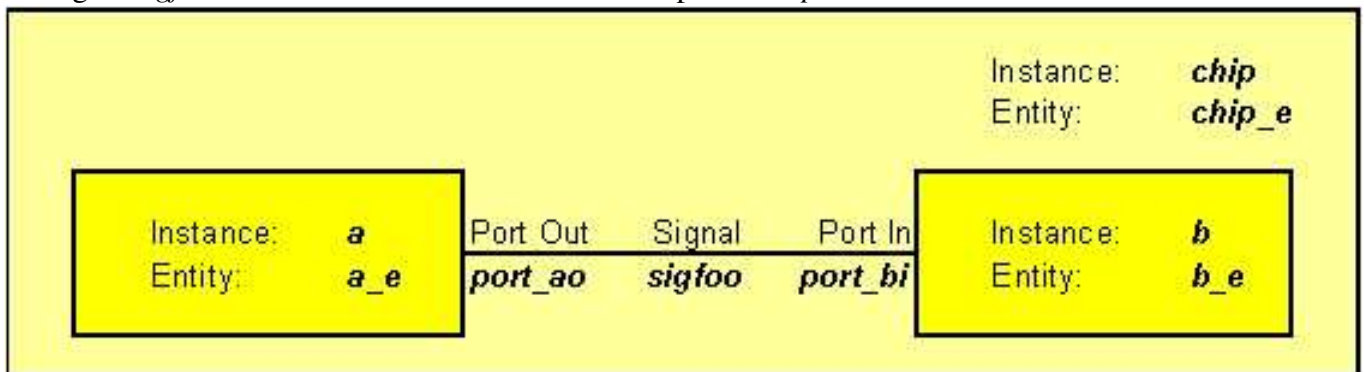 Instance: chip
Entity: chip_e
Instance: a
Entity: a_e
Port Out Signal Port In
port_ao sigfoo port_bi
Instance: b
Entity: b_e